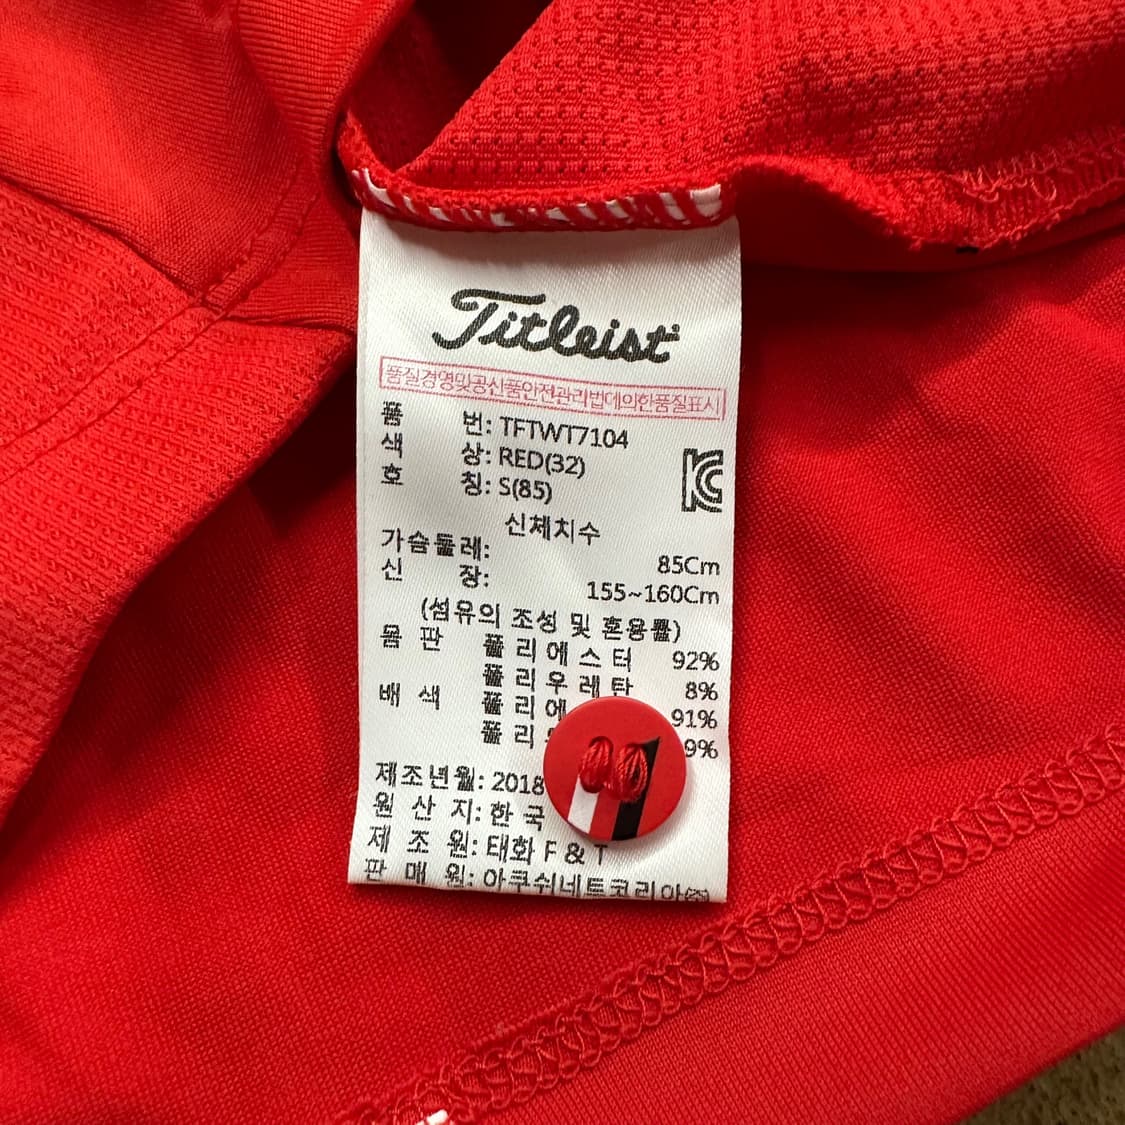 Titleist
품질경영및공산품안전관리법에의한품질표시
품 번: TFTWT7104
색 상: RED(32)
호 칭: S(85)
신체치수
가슴둘레: 85Cm
신 장: 155~160Cm
(섬유의 조성 및 혼용률)
몸 판 폴리에스터 92%
폴리우레탄 8%
배 색 폴리에 91%
폴리 9%
제조년월: 2018
원 산 지: 한 국
제 조 원: 태화 F & T
판 매 원: 아쿠쉬네트코리아㈜